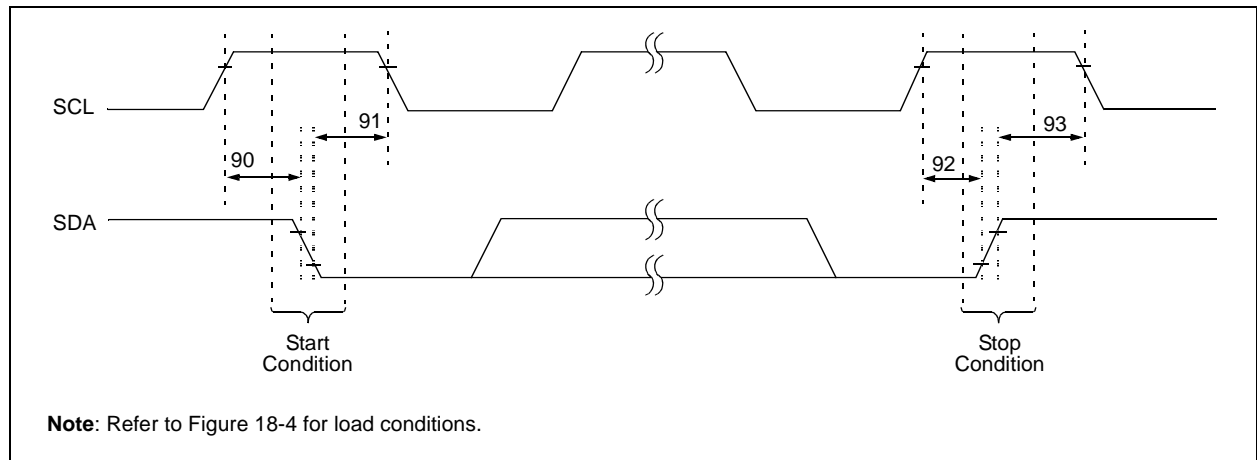 SCL
91
93
90
92
SDA
Start
Condition
Stop
Condition
Note: Refer to Figure 18-4 for load conditions.